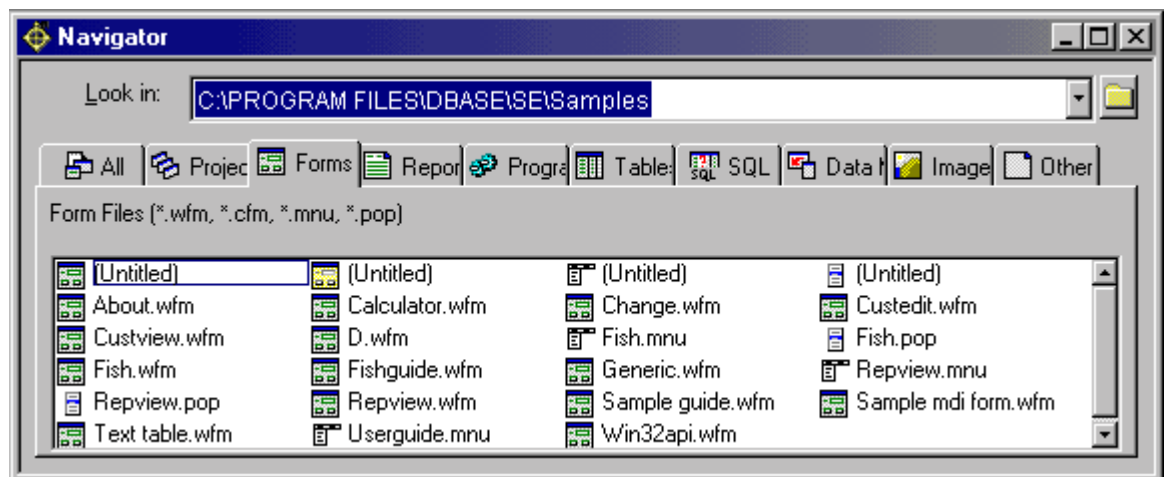 Navigator
Look in: C:\PROGRAM FILES\DBASE\SE\Samples
All Projec Forms Repor Progra Table SQL SQL Data Image Other
Form Files (*.wfm, *.cfm, *.mnu, *.pop)
(Untitled) (Untitled) (Untitled) (Untitled)
About.wfm Calculator.wfm Change.wfm Custedit.wfm
Custview.wfm D.wfm Fish.mnu Fish.pop
Fish.wfm Fishguide.wfm Generic.wfm Repview.mnu
Repview.pop Repview.wfm Sample guide.wfm Sample mdi form.wfm
Text table.wfm Userguide.mnu Win32api.wfm